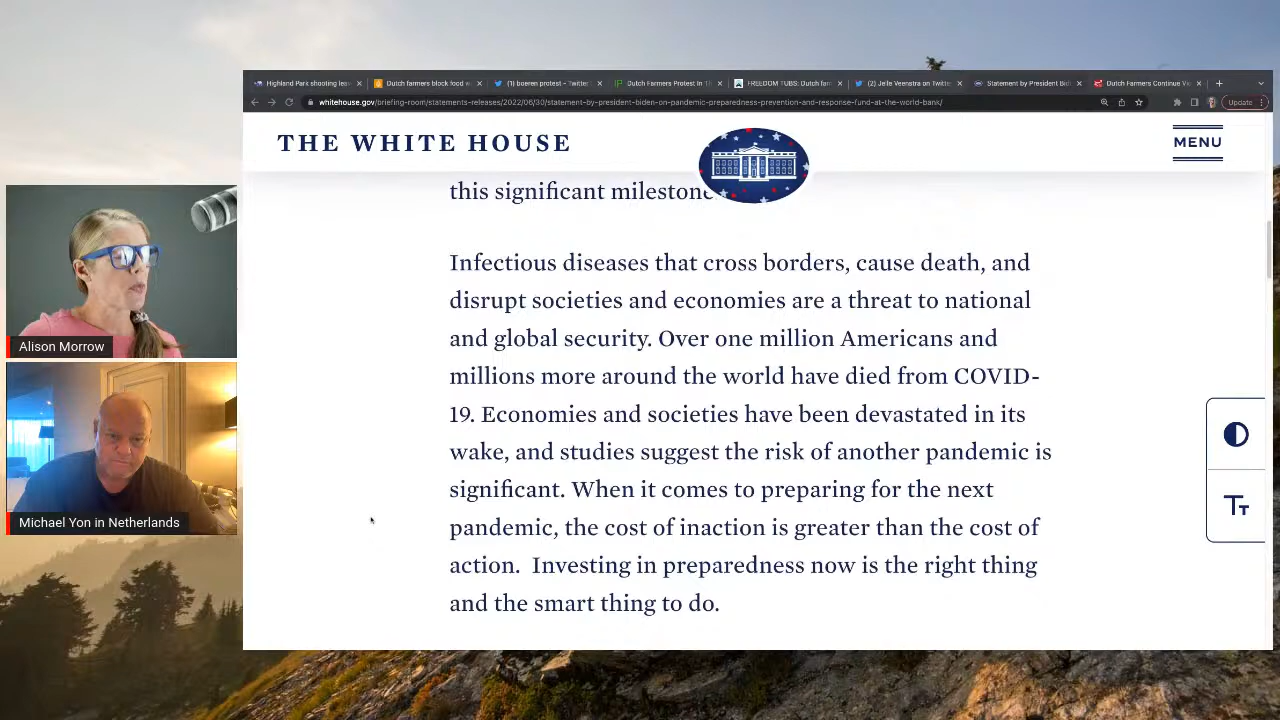 Highland Park shooting lea
Dutch farmers block food w
(1) boeren protest - Twitter
Dutch Farmers Protest In Th
FREEDOM TUBS: Dutch farm
(2) Jelle Veenstra on Twitter
Statement by President Bid
Dutch Farmers Continue Vi
whitehouse.gov/briefing-room/statements-releases/2022/06/30/statement-by-president-biden-on-pandemic-preparedness-prevention-and-response-fund-at-the-world-bank/
Update
THE WHITE HOUSE
MENU
this significant milestone
Infectious diseases that cross borders, cause death, and
disrupt societies and economies are a threat to national
and global security. Over one million Americans and
millions more around the world have died from COVID-
19. Economies and societies have been devastated in its
wake, and studies suggest the risk of another pandemic is
significant. When it comes to preparing for the next
pandemic, the cost of inaction is greater than the cost of
action. Investing in preparedness now is the right thing
and the smart thing to do.
TT
Alison Morrow
Michael Yon in Netherlands